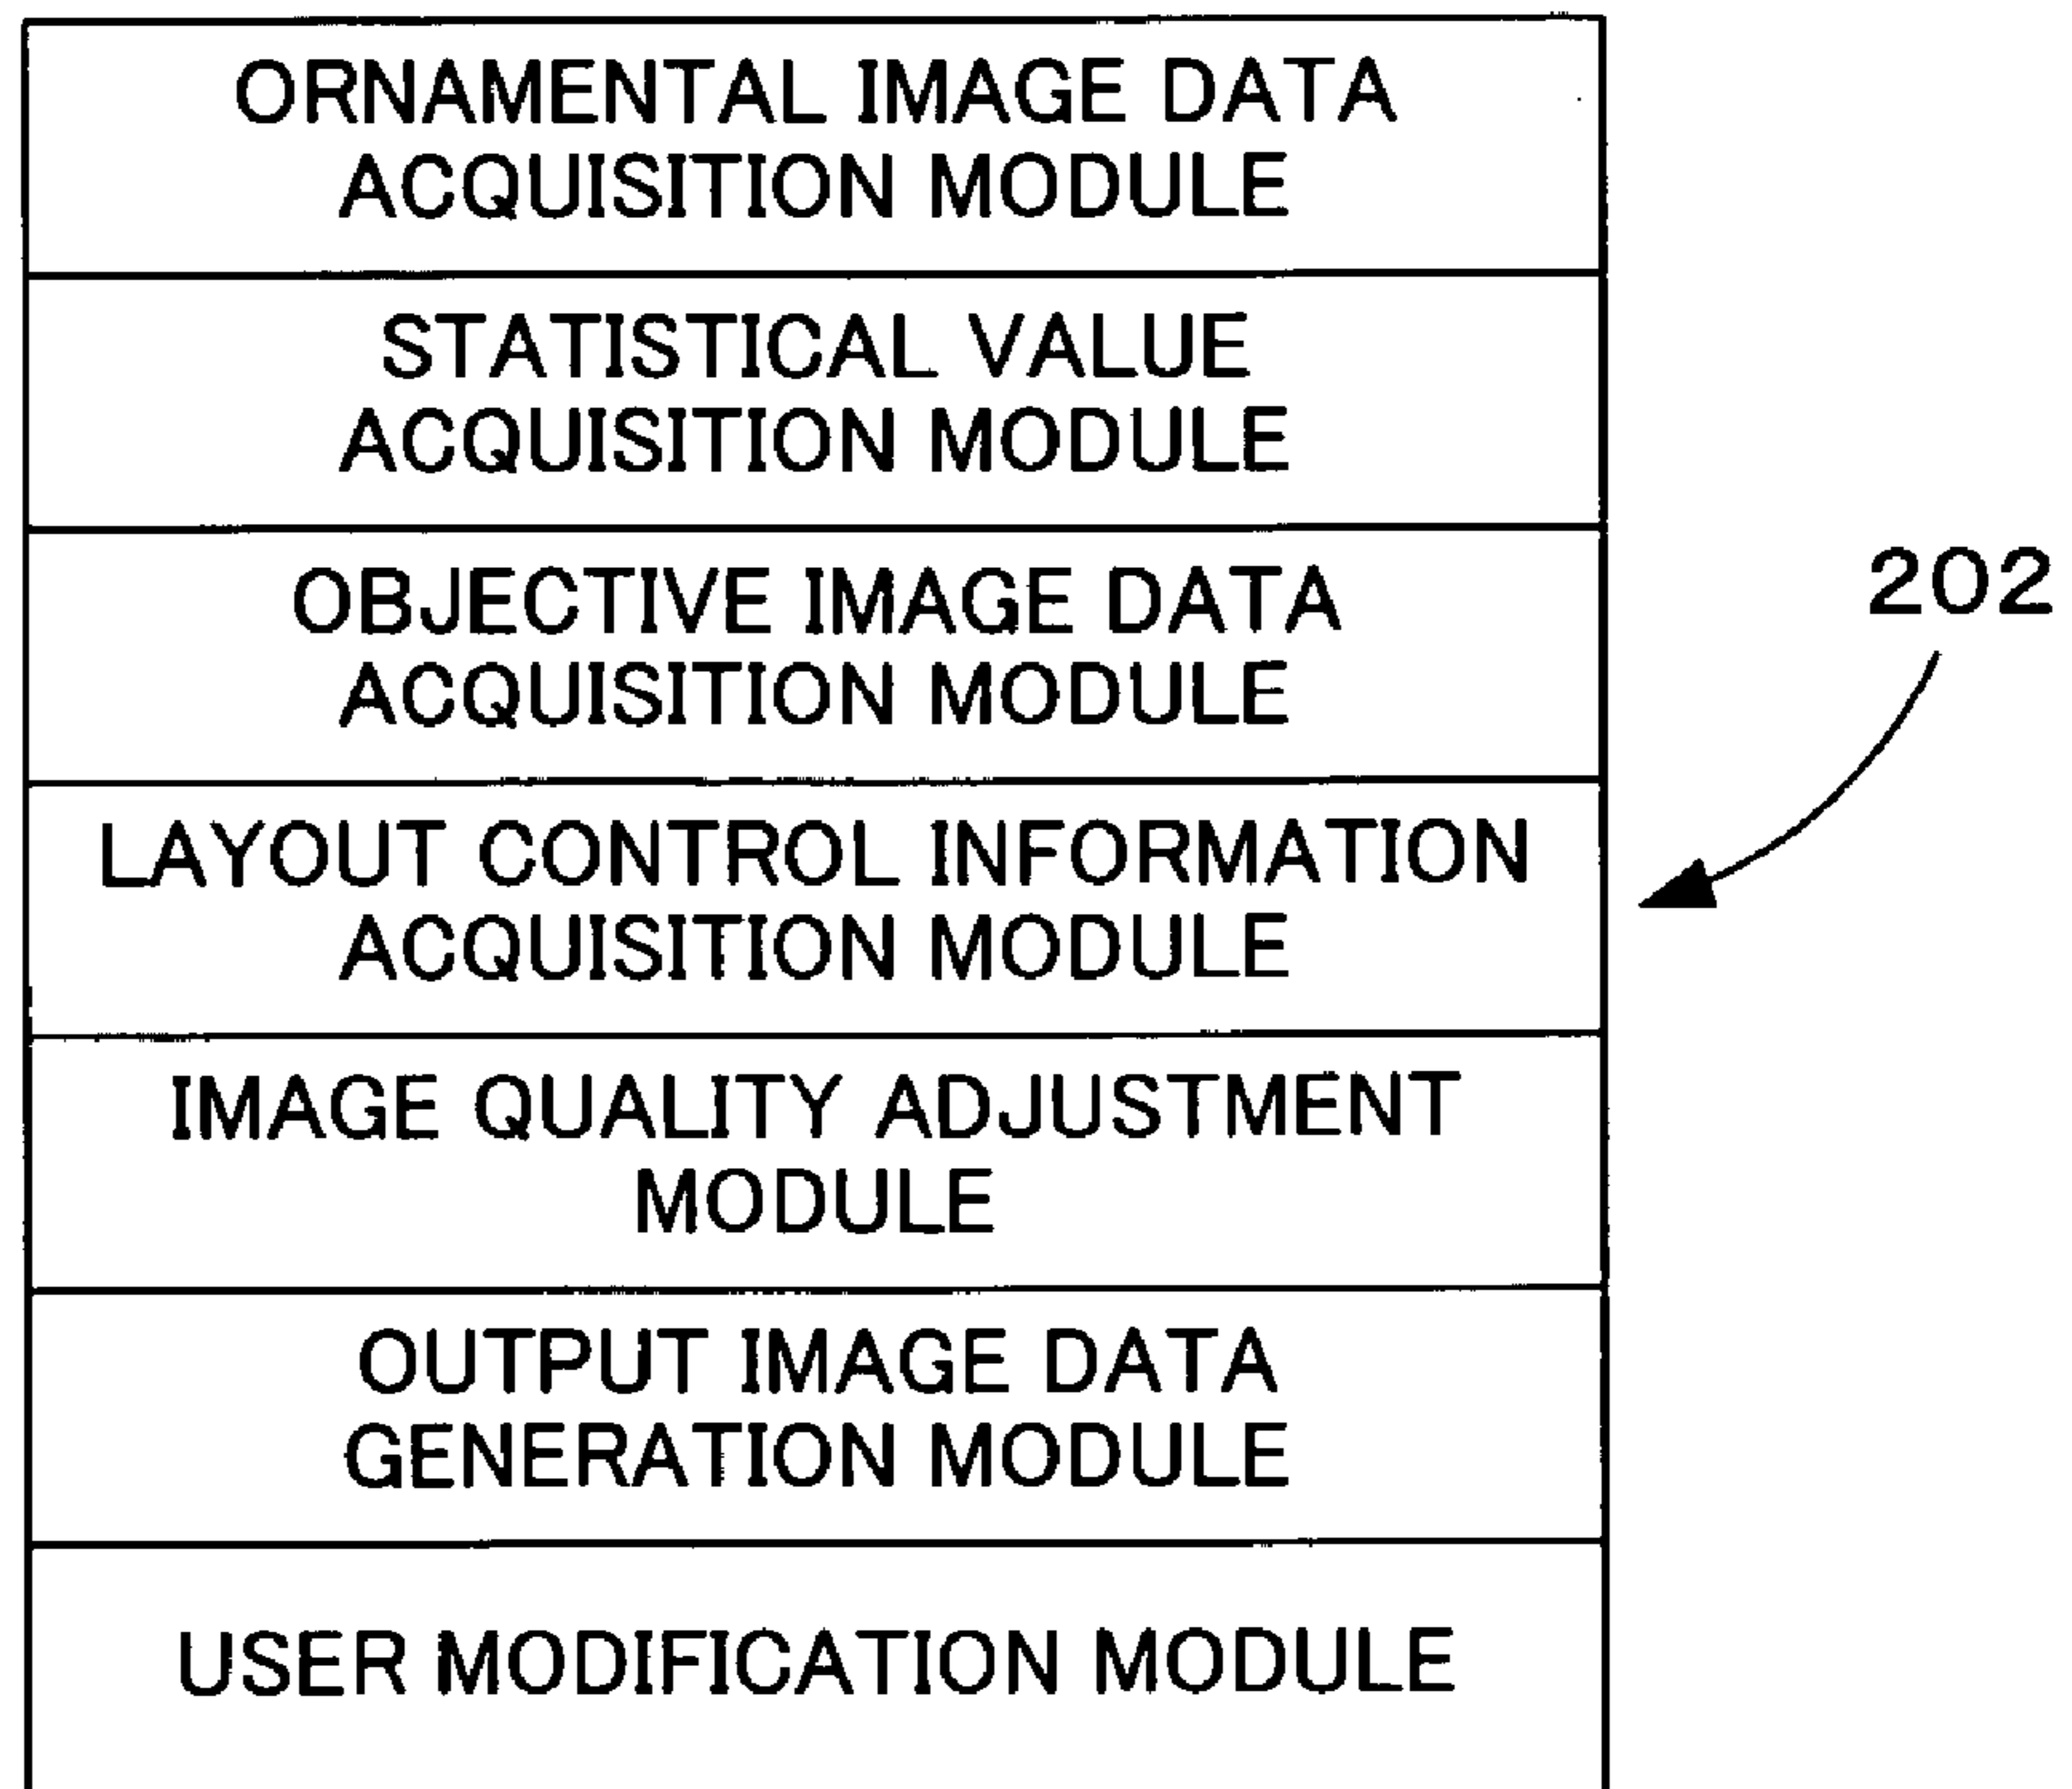 ORNAMENTAL IMAGE DATA
ACQUISITION MODULE
STATISTICAL VALUE
ACQUISITION MODULE
OBJECTIVE IMAGE DATA
ACQUISITION MODULE
202
LAYOUT CONTROL INFORMATION
ACQUISITION MODULE
IMAGE QUALITY ADJUSTMENT
MODULE
OUTPUT IMAGE DATA
GENERATION MODULE
USER MODIFICATION MODULE